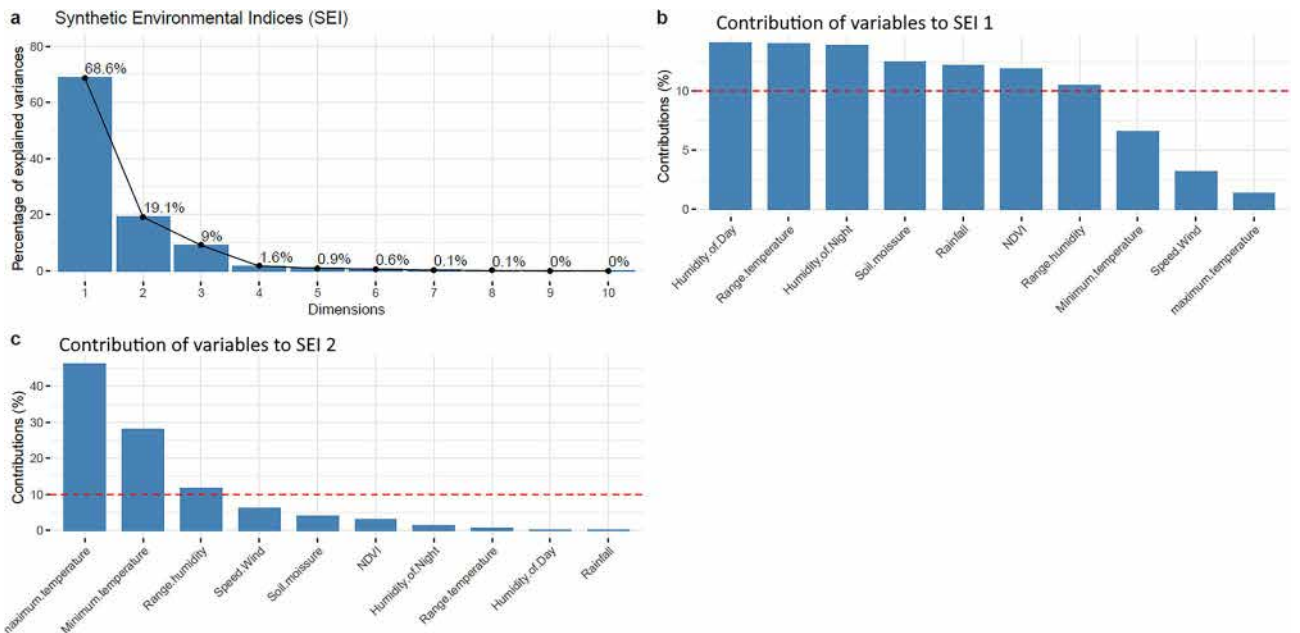 a
Synthetic Environmental Indices (SEI)
Percentage of explained variances
80
60
40
20
0
68.6%
19.1%
9%
1.6%
0.9%
0.6%
0.1%
0.1%
0%
0%
1 2 3 4 5 6 7 8 9 10
Dimensions
b
Contribution of variables to SEI 1
Contributions (%)
10
5
0
Humidity.of.Day
Range.temperature
Humidity.of.Night
Soil.moissure
Rainfall
NDVI
Range.humidity
Minimum.temperature
Speed.Wind
maximum.temperature
c
Contribution of variables to SEI 2
Contributions (%)
40
30
20
10
0
maximum.temperature
Minimum.temperature
Range.humidity
Speed.Wind
Soil.moissure
NDVI
Humidity.of.Night
Range.temperature
Humidity.of.Day
Rainfall